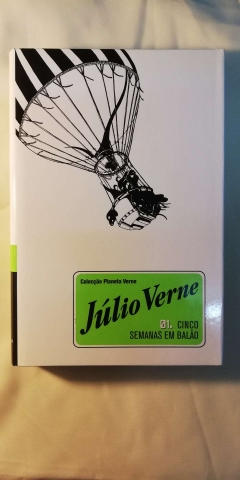 Colecção Planeta Verne
Júlio Verne
01. CINCO
SEMANAS EM BALÃO